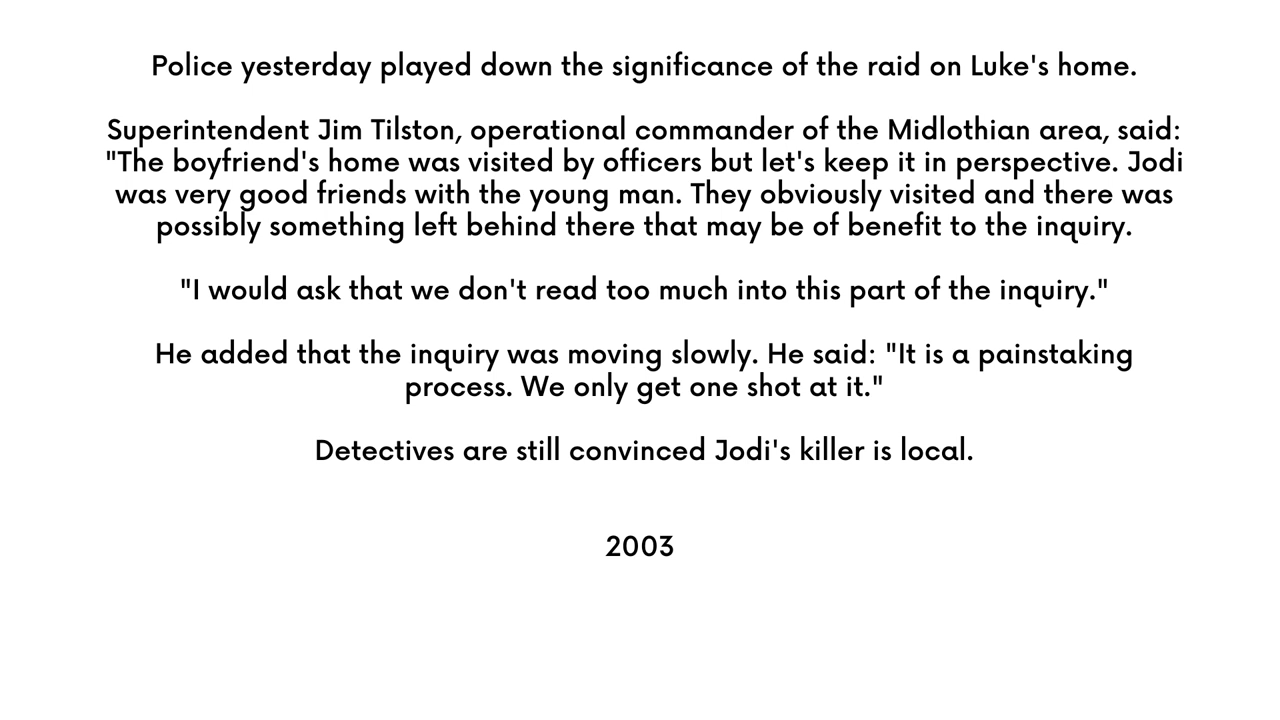 Police yesterday played down the significance of the raid on Luke's home.
Superintendent Jim Tilston, operational commander of the Midlothian area, said:
"The boyfriend's home was visited by officers but let's keep it in perspective. Jodi
was very good friends with the young man. They obviously visited and there was
possibly something left behind there that may be of benefit to the inquiry.
"I would ask that we don't read too much into this part of the inquiry."
He added that the inquiry was moving slowly. He said: "It is a painstaking
process. We only get one shot at it."
Detectives are still convinced Jodi's killer is local.
2003